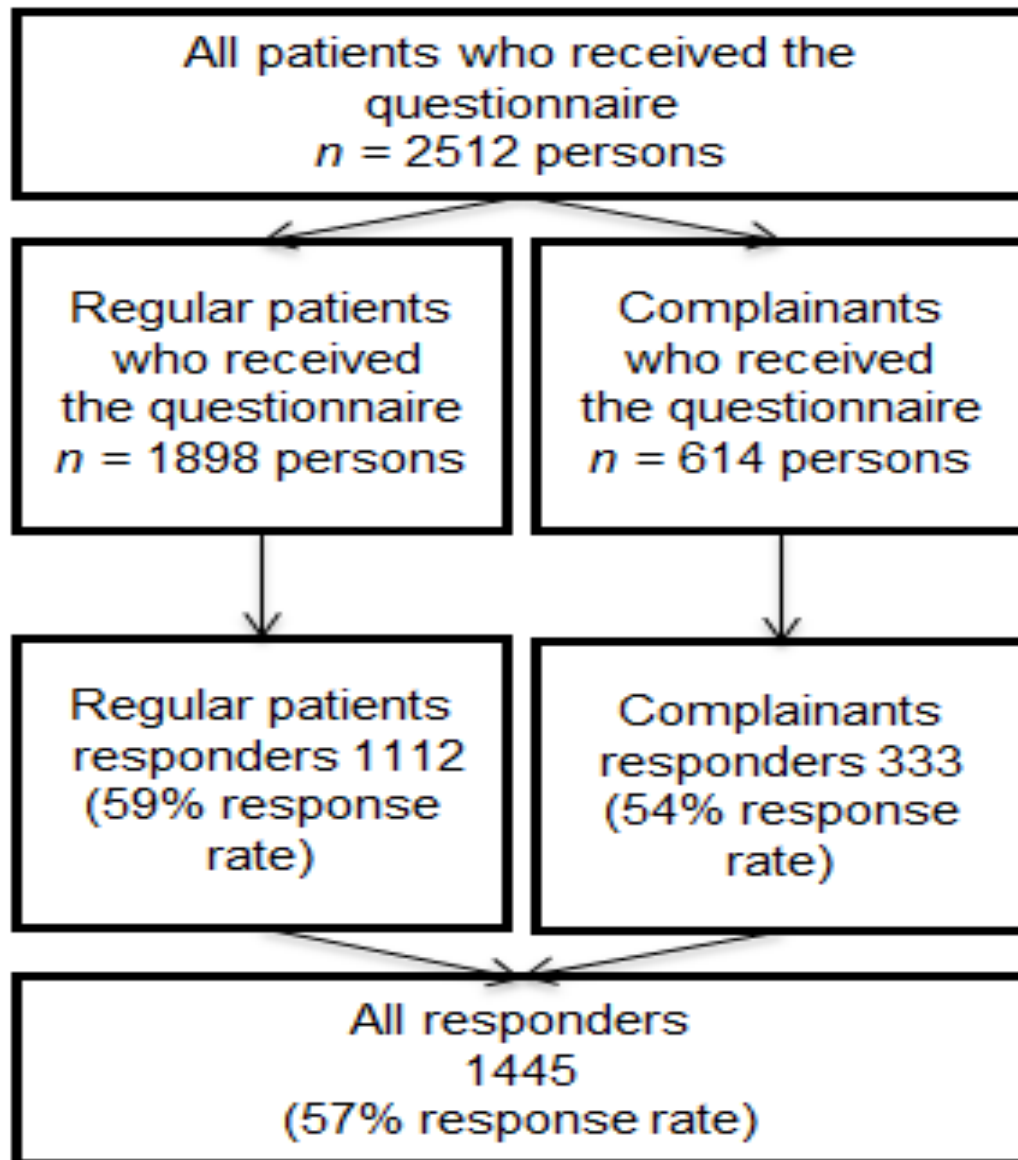 All patients who received the
questionnaire
n = 2512 persons
Regular patients
who received
the questionnaire
n = 1898 persons
Complainants
who received
the questionnaire
n = 614 persons
Regular patients
responders 1112
(59% response
rate)
Complainants
responders 333
(54% response
rate)
All responders
1445
(57% response rate)